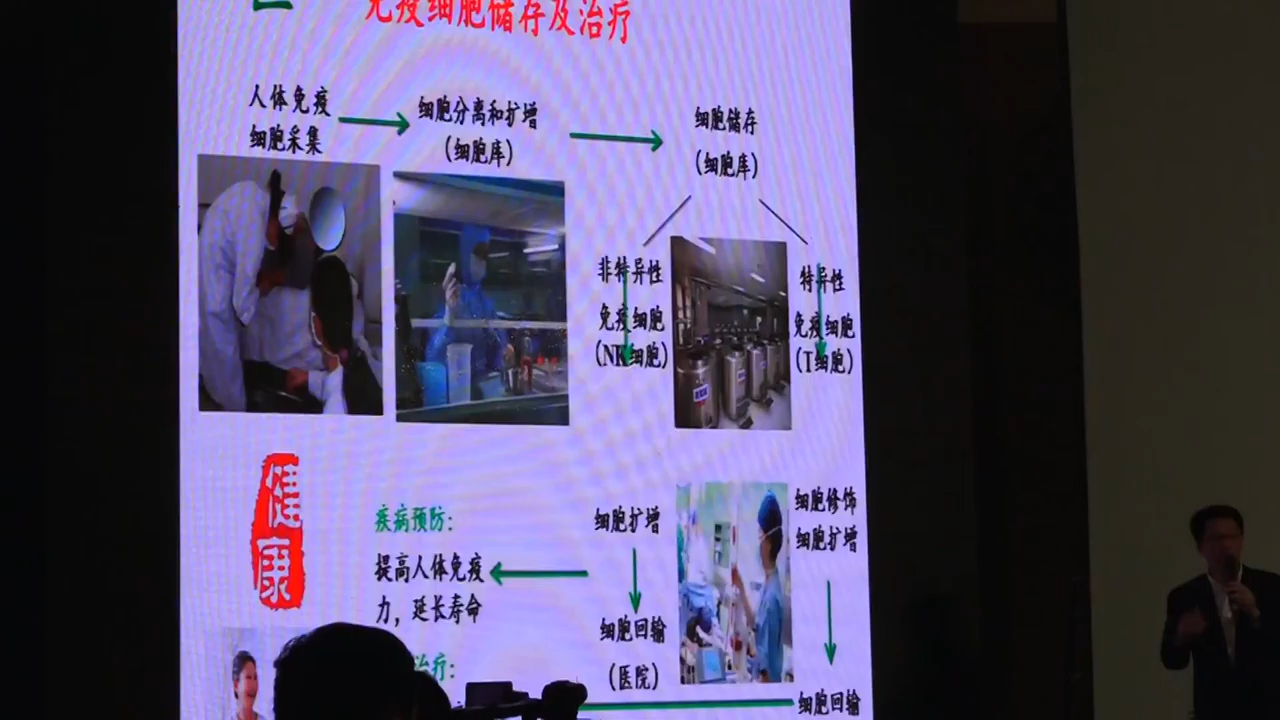 免疫细胞储存及治疗
人体免疫
细胞采集
细胞分离和扩增
(细胞库)
细胞储存
(细胞库)
非特异性
免疫细胞
(NK细胞)
特异性
免疫细胞
(T细胞)
健康
疾病预防:
提高人体免疫
力，延长寿命
细胞扩增
细胞回输
(医院)
细胞修饰
细胞扩增
细胞回输
治疗: